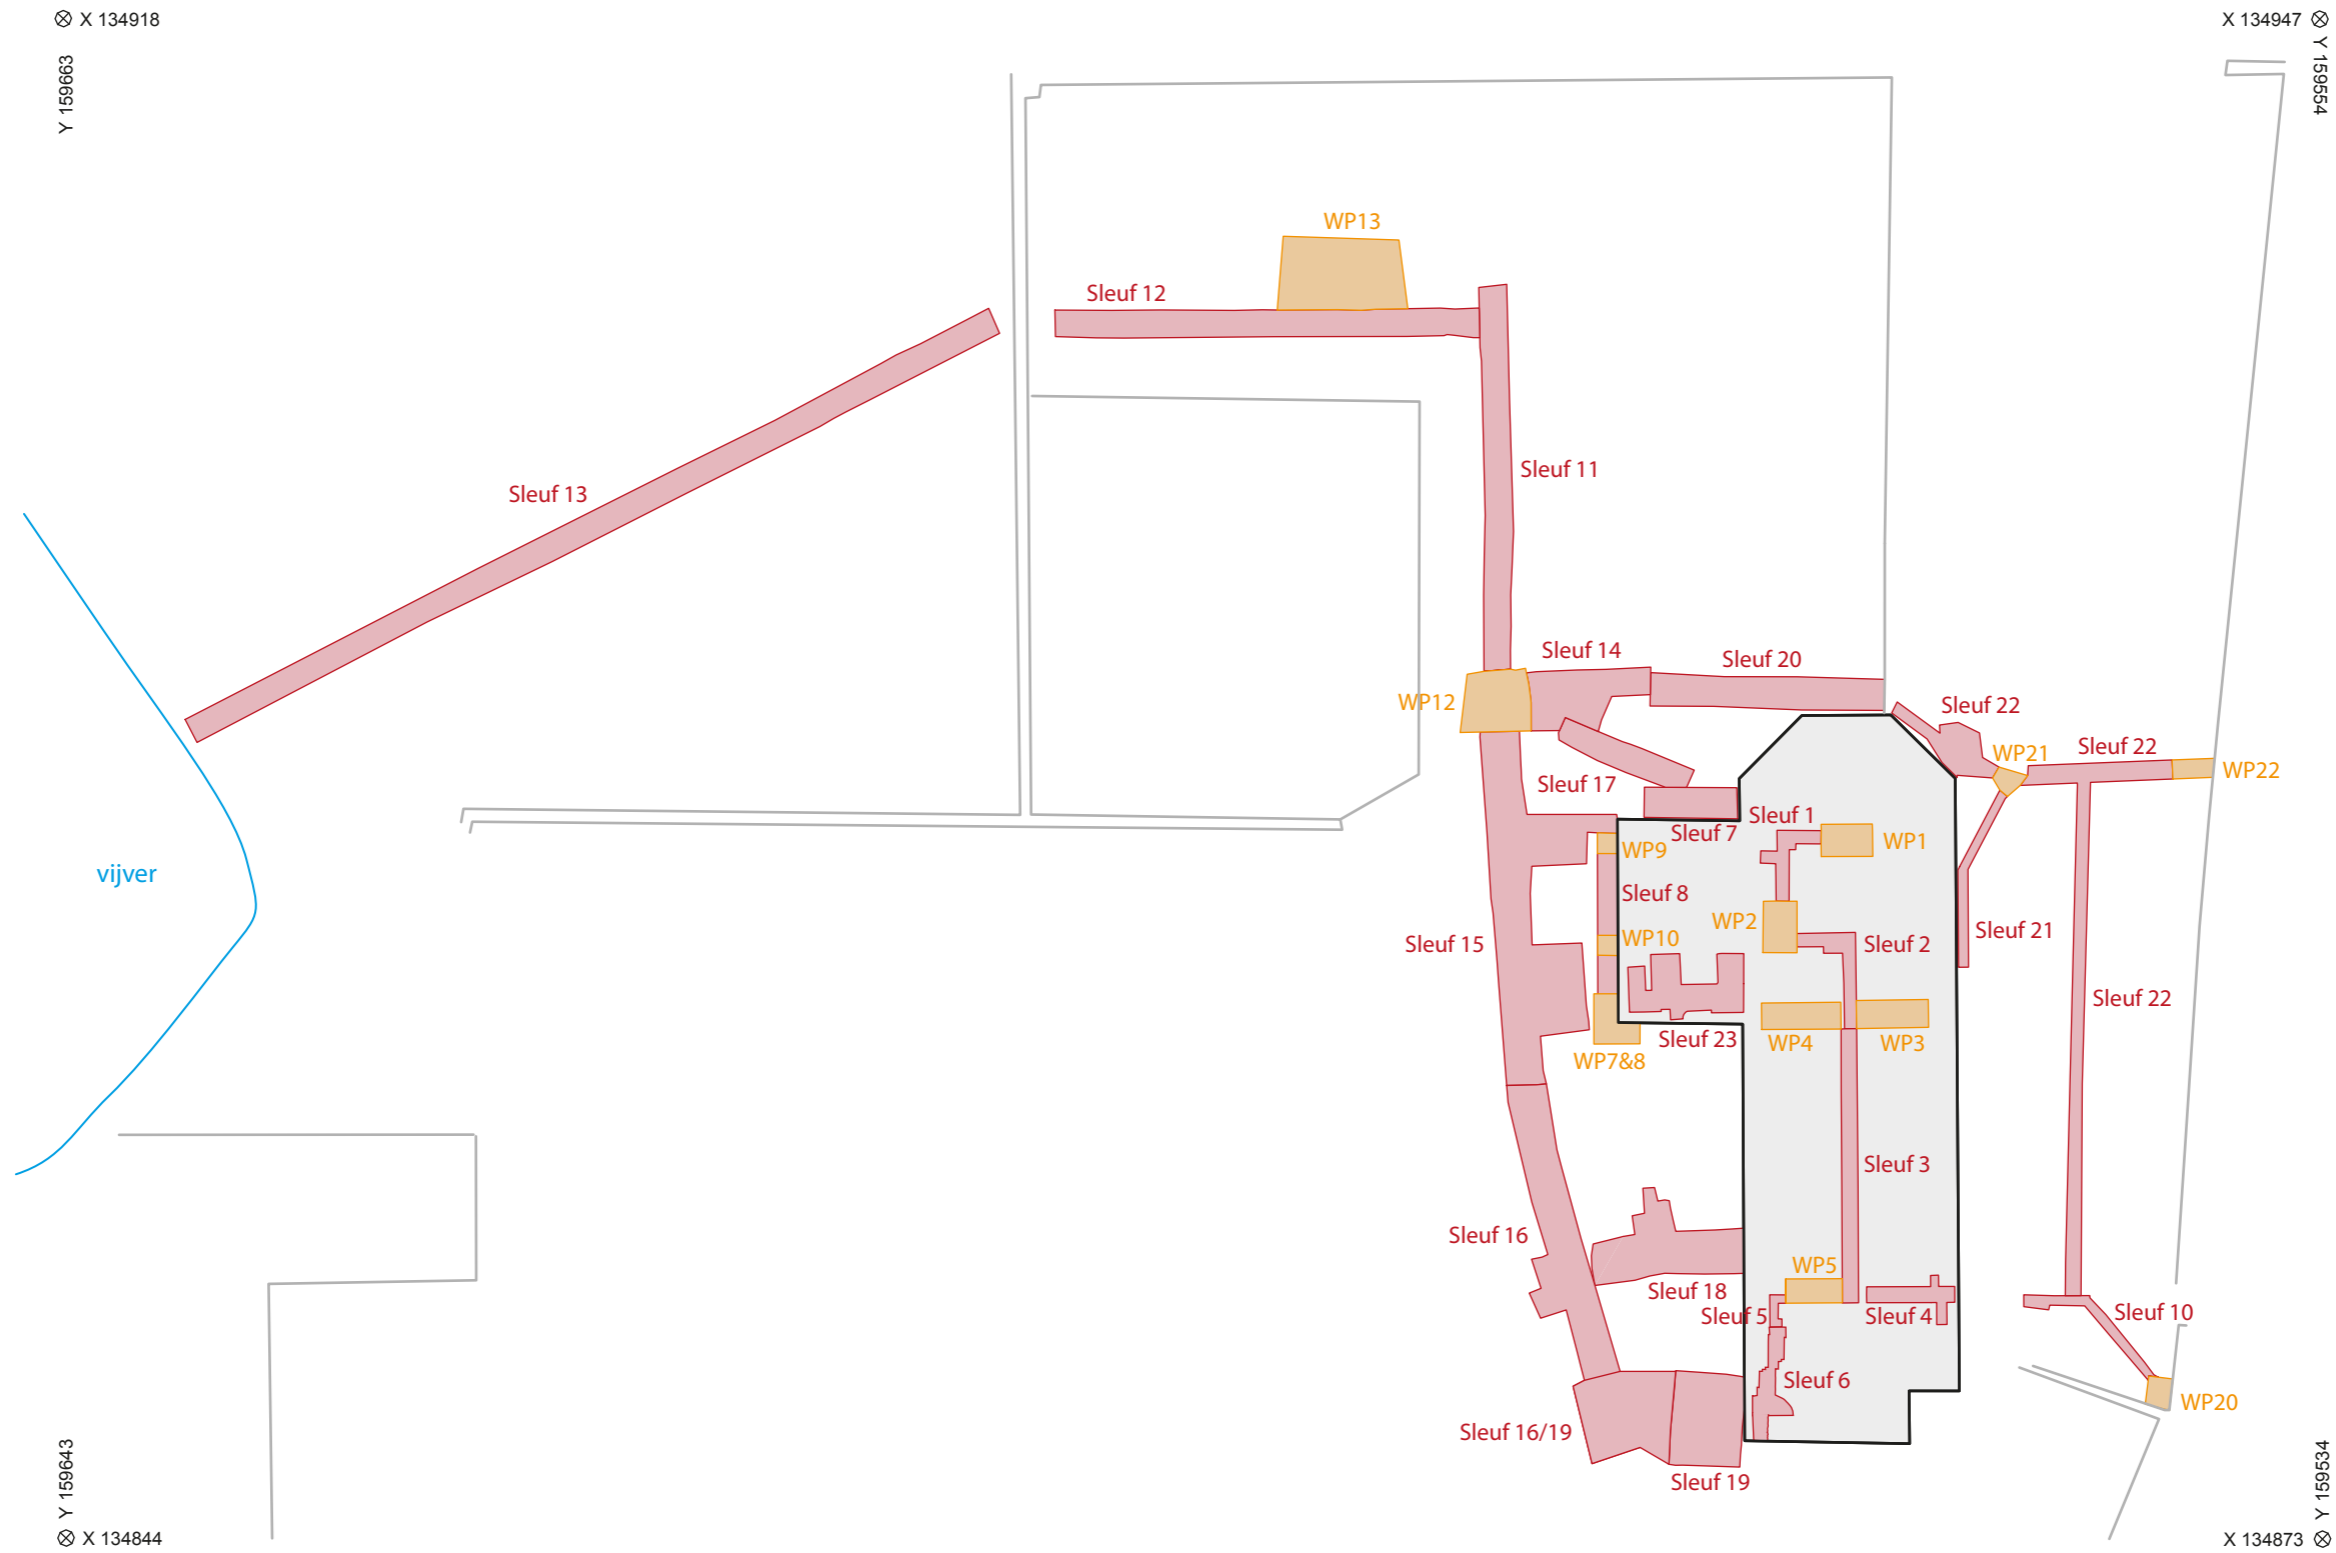 X 134918
X 134947
Y 159663
Y 159554
WP13
Sleuf 12
Sleuf 11
Sleuf 13
Sleuf 14
Sleuf 20
WP12
Sleuf 22
WP21
Sleuf 22
WP22
Sleuf 17
Sleuf 1
Sleuf 7
WP1
WP9
vijver
Sleuf 8
WP2
Sleuf 21
WP10
Sleuf 15
Sleuf 2
Sleuf 22
Sleuf 23
WP4
WP3
WP7&8
Sleuf 3
Sleuf 16
WP5
Sleuf 18
Sleuf 5
Sleuf 4
Sleuf 10
Sleuf 6
WP20
Sleuf 16/19
Sleuf 19
Y 159643
Y 159534
X 134844
X 134873